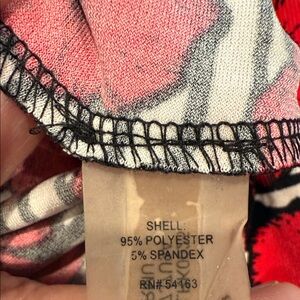 SHELL:
95% POLYESTER
5% SPANDEX
RN# 54163